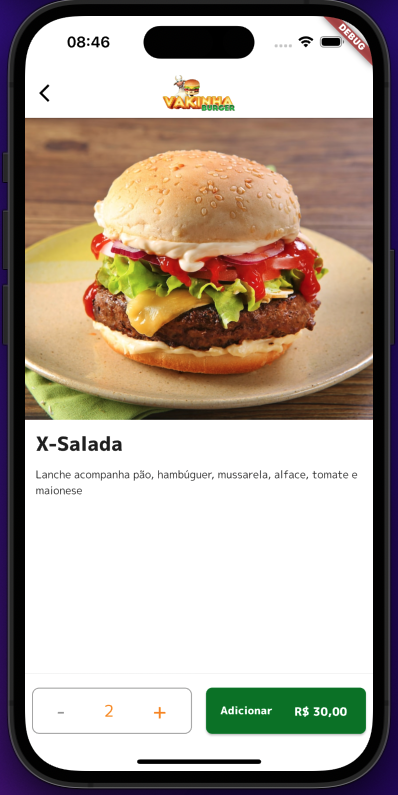 08:46
DEBUG
VAKINHA
BURGER
X-Salada
Lanche acompanha pão, hambúguer, mussarela, alface, tomate e
maionese
- 2 +
Adicionar R$ 30,00